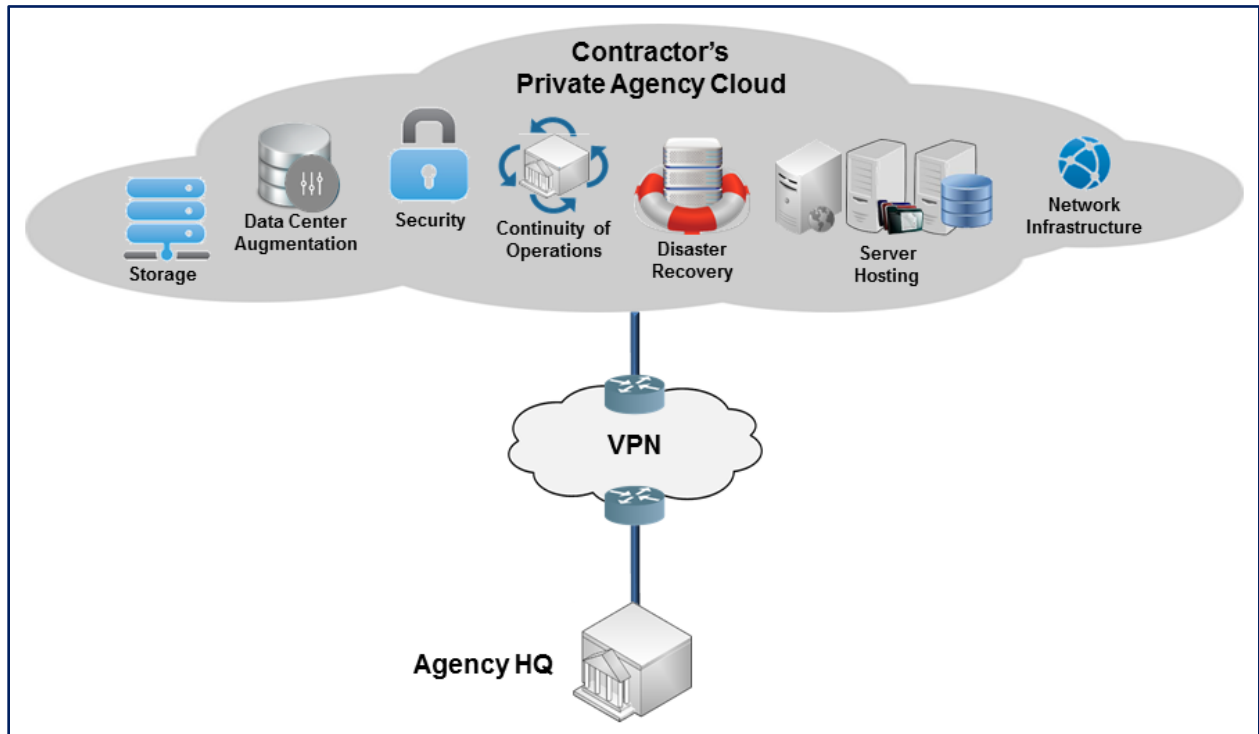 Contractor's
Private Agency Cloud
Storage
Data Center
Augmentation
Security
Continuity of
Operations
Disaster
Recovery
Server
Hosting
Network
Infrastructure
VPN
Agency HQ